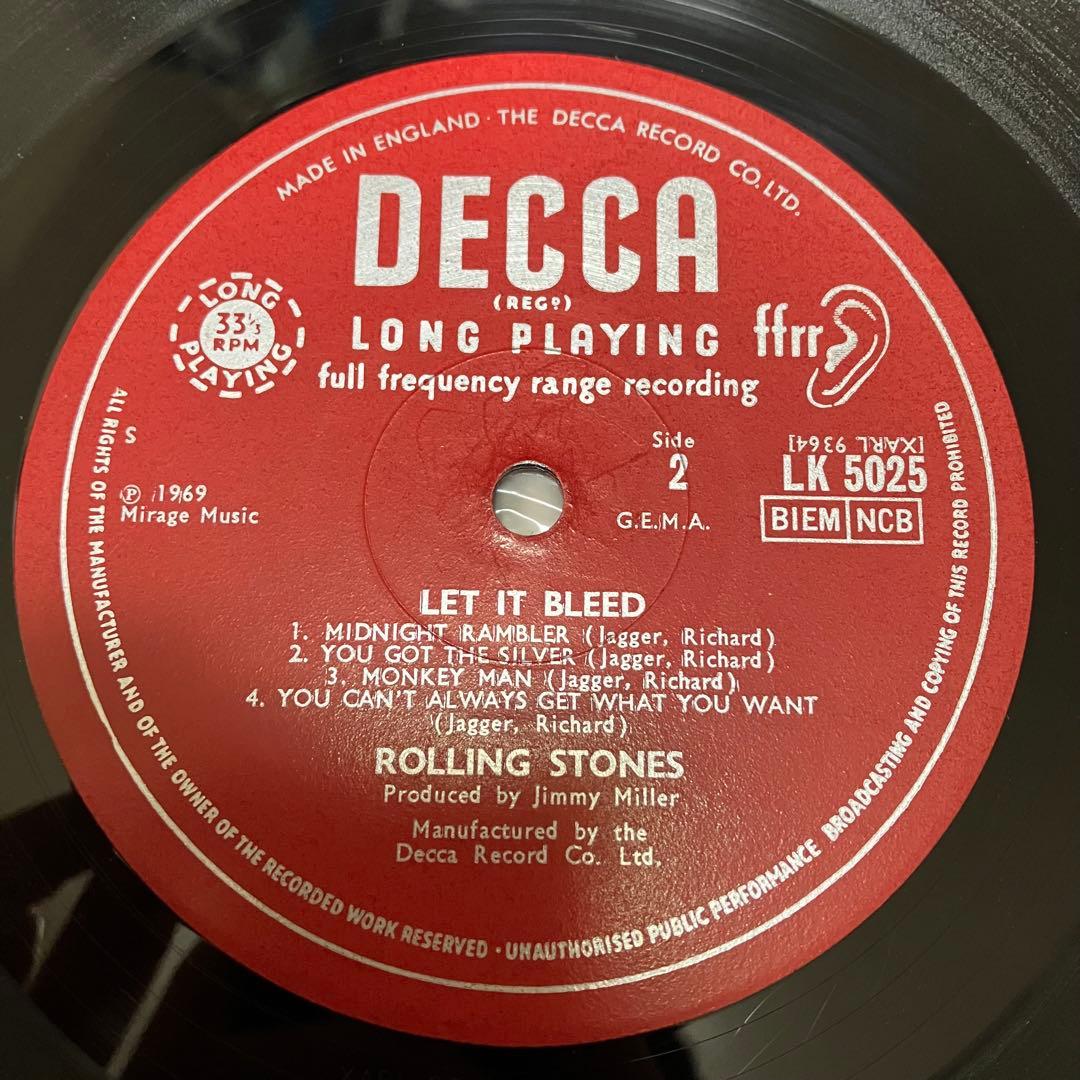 MADE IN ENGLAND · THE DECCA RECORD CO. LTD.
DECCA
(REGD)
LONG PLAYING
33 1/3
RPM
LONG PLAYING
ffrr
full frequency range recording
S
Side
2
[XARL 9364]
LK 5025
℗ 1969
Mirage Music
G.E.M.A.
BIEM NCB
LET IT BLEED
1. MIDNIGHT RAMBLER (Jagger, Richard)
2. YOU GOT THE SILVER (Jagger, Richard)
3. MONKEY MAN (Jagger, Richard)
4. YOU CAN'T ALWAYS GET WHAT YOU WANT
(Jagger, Richard)
ROLLING STONES
Produced by Jimmy Miller
Manufactured by the
Decca Record Co. Ltd.
ALL RIGHTS OF THE MANUFACTURER AND OF THE OWNER OF THE RECORDED WORK RESERVED · UNAUTHORISED PUBLIC PERFORMANCE BROADCASTING AND COPYING OF THIS RECORD PROHIBITED